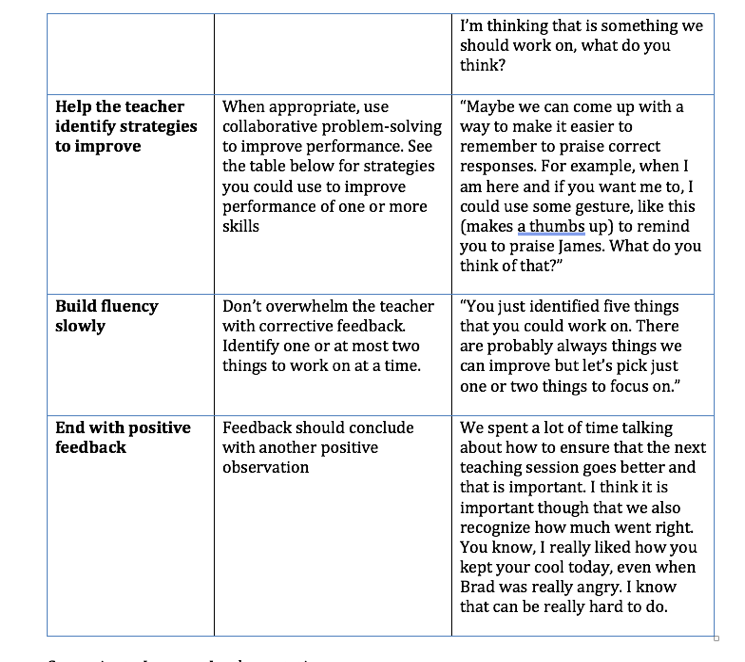 I'm thinking that is something we
should work on, what do you
think?
Help the teacher
identify strategies
to improve
When appropriate, use
collaborative problem-solving
to improve performance. See
the table below for strategies
you could use to improve
performance of one or more
skills
“Maybe we can come up with a
way to make it easier to
remember to praise correct
responses. For example, when I
am here and if you want me to, I
could use some gesture, like this
(makes a thumbs up) to remind
you to praise James. What do you
think of that?”
Build fluency
slowly
Don't overwhelm the teacher
with corrective feedback.
Identify one or at most two
things to work on at a time.
“You just identified five things
that you could work on. There
are probably always things we
can improve but let's pick just
one or two things to focus on.”
End with positive
feedback
Feedback should conclude
with another positive
observation
We spent a lot of time talking
about how to ensure that the next
teaching session goes better and
that is important. I think it is
important though that we also
recognize how much went right.
You know, I really liked how you
kept your cool today, even when
Brad was really angry. I know
that can be really hard to do.